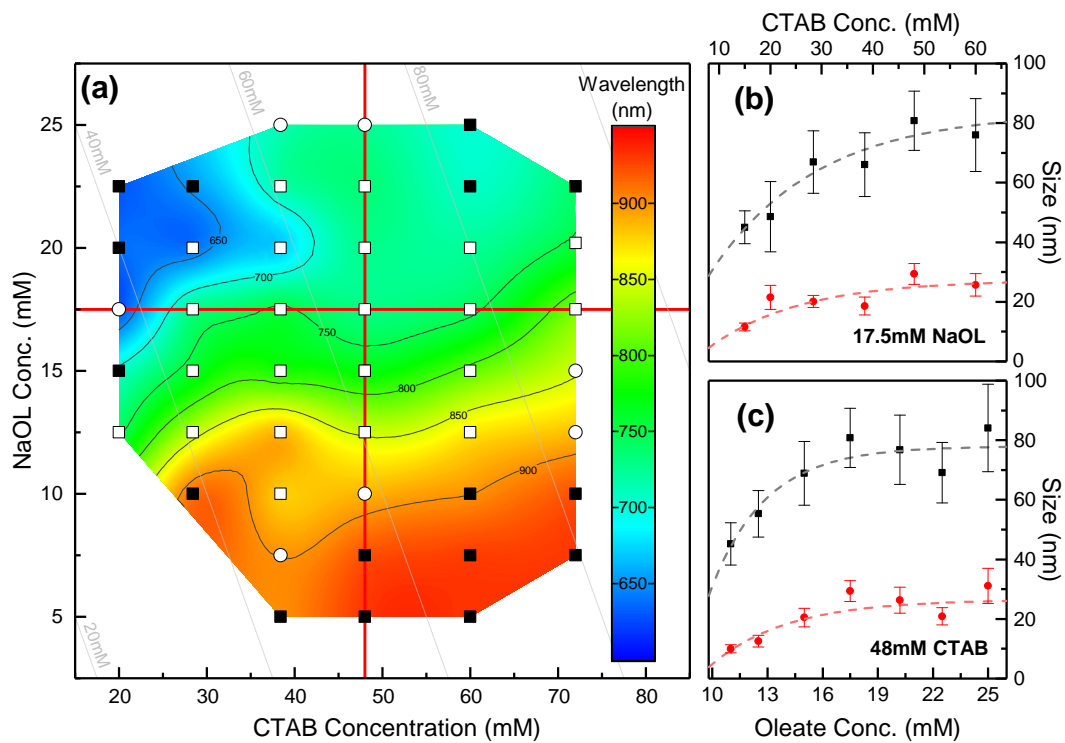 (a)
Wavelength
(nm)
40mM
60mM
80mM
20mM
650
700
750
800
850
900
900
850
800
750
700
650
25
20
15
10
5
NaOL Conc. (mM)
20 30 40 50 60 70 80
CTAB Concentration (mM)
CTAB Conc. (mM)
10 20 30 40 50 60
(b)
100
80
60
40
20
0
Size (nm)
17.5mM NaOL
(c)
100
80
60
40
20
0
Size (nm)
48mM CTAB
10 13 16 19 22 25
Oleate Conc. (mM)